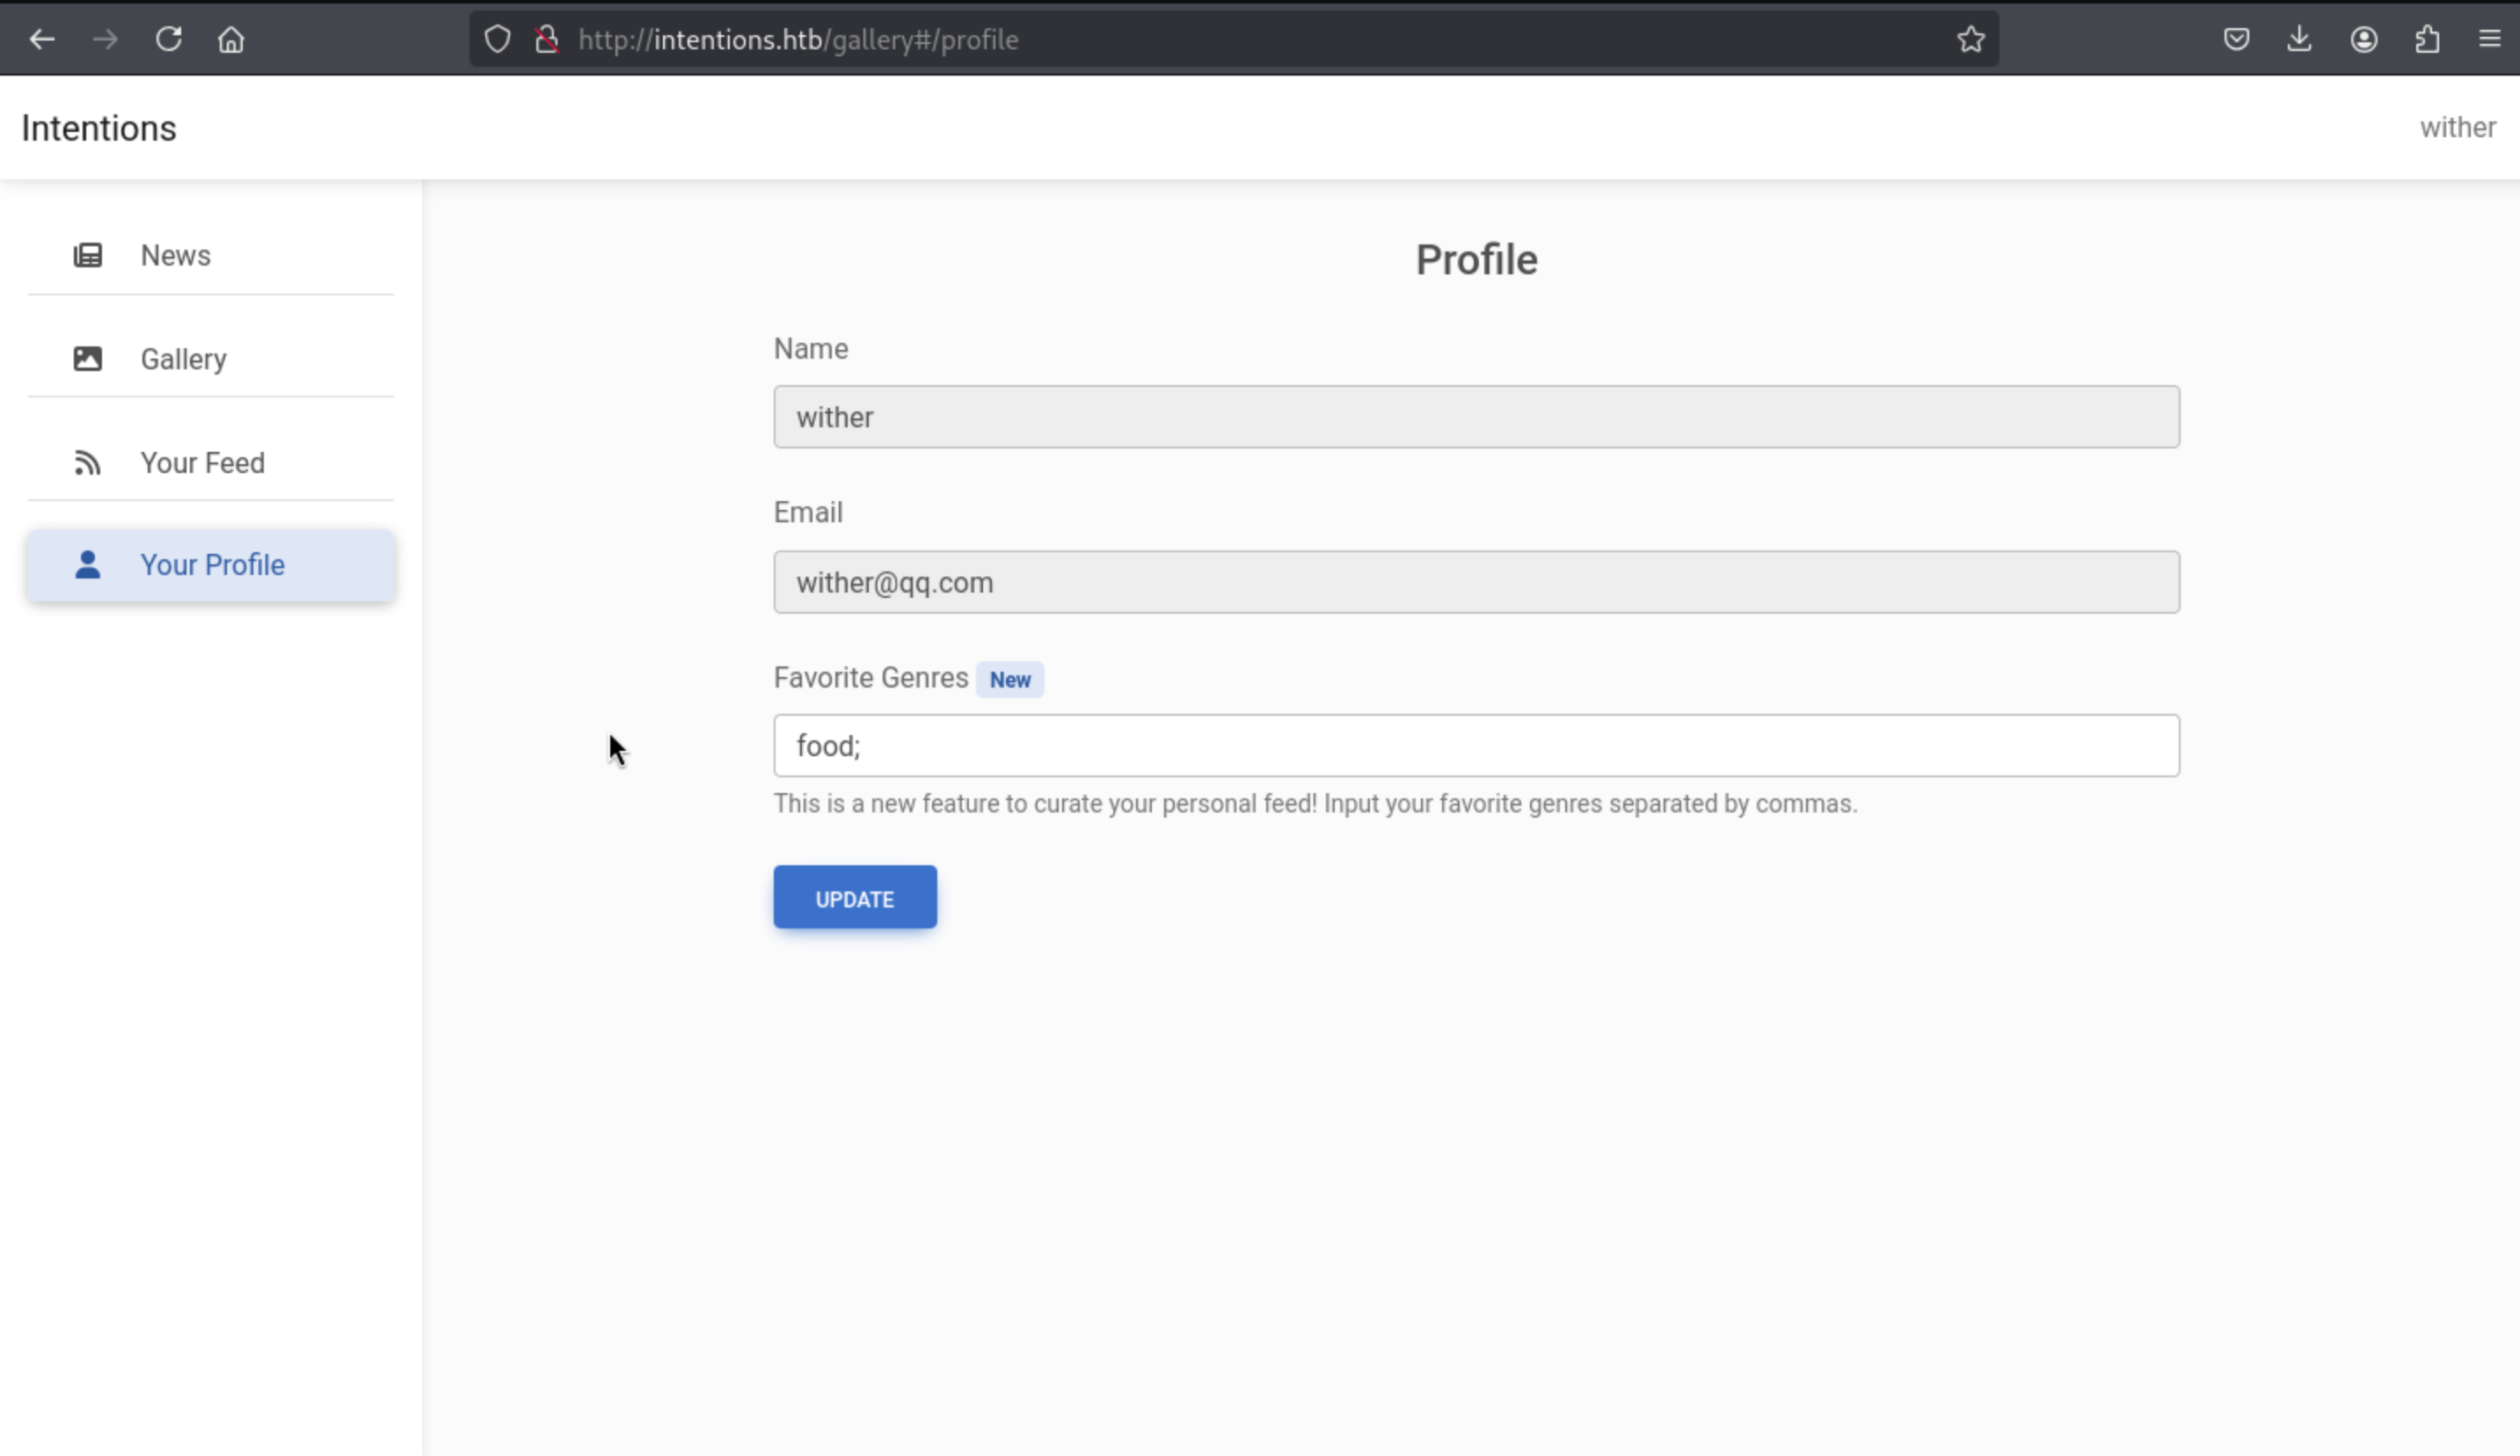 http://intentions.htb/gallery#/profile
Intentions
wither
News
Gallery
Your Feed
Your Profile
Profile
Name
wither
Email
wither@qq.com
Favorite Genres New
food;
This is a new feature to curate your personal feed! Input your favorite genres separated by commas.
UPDATE